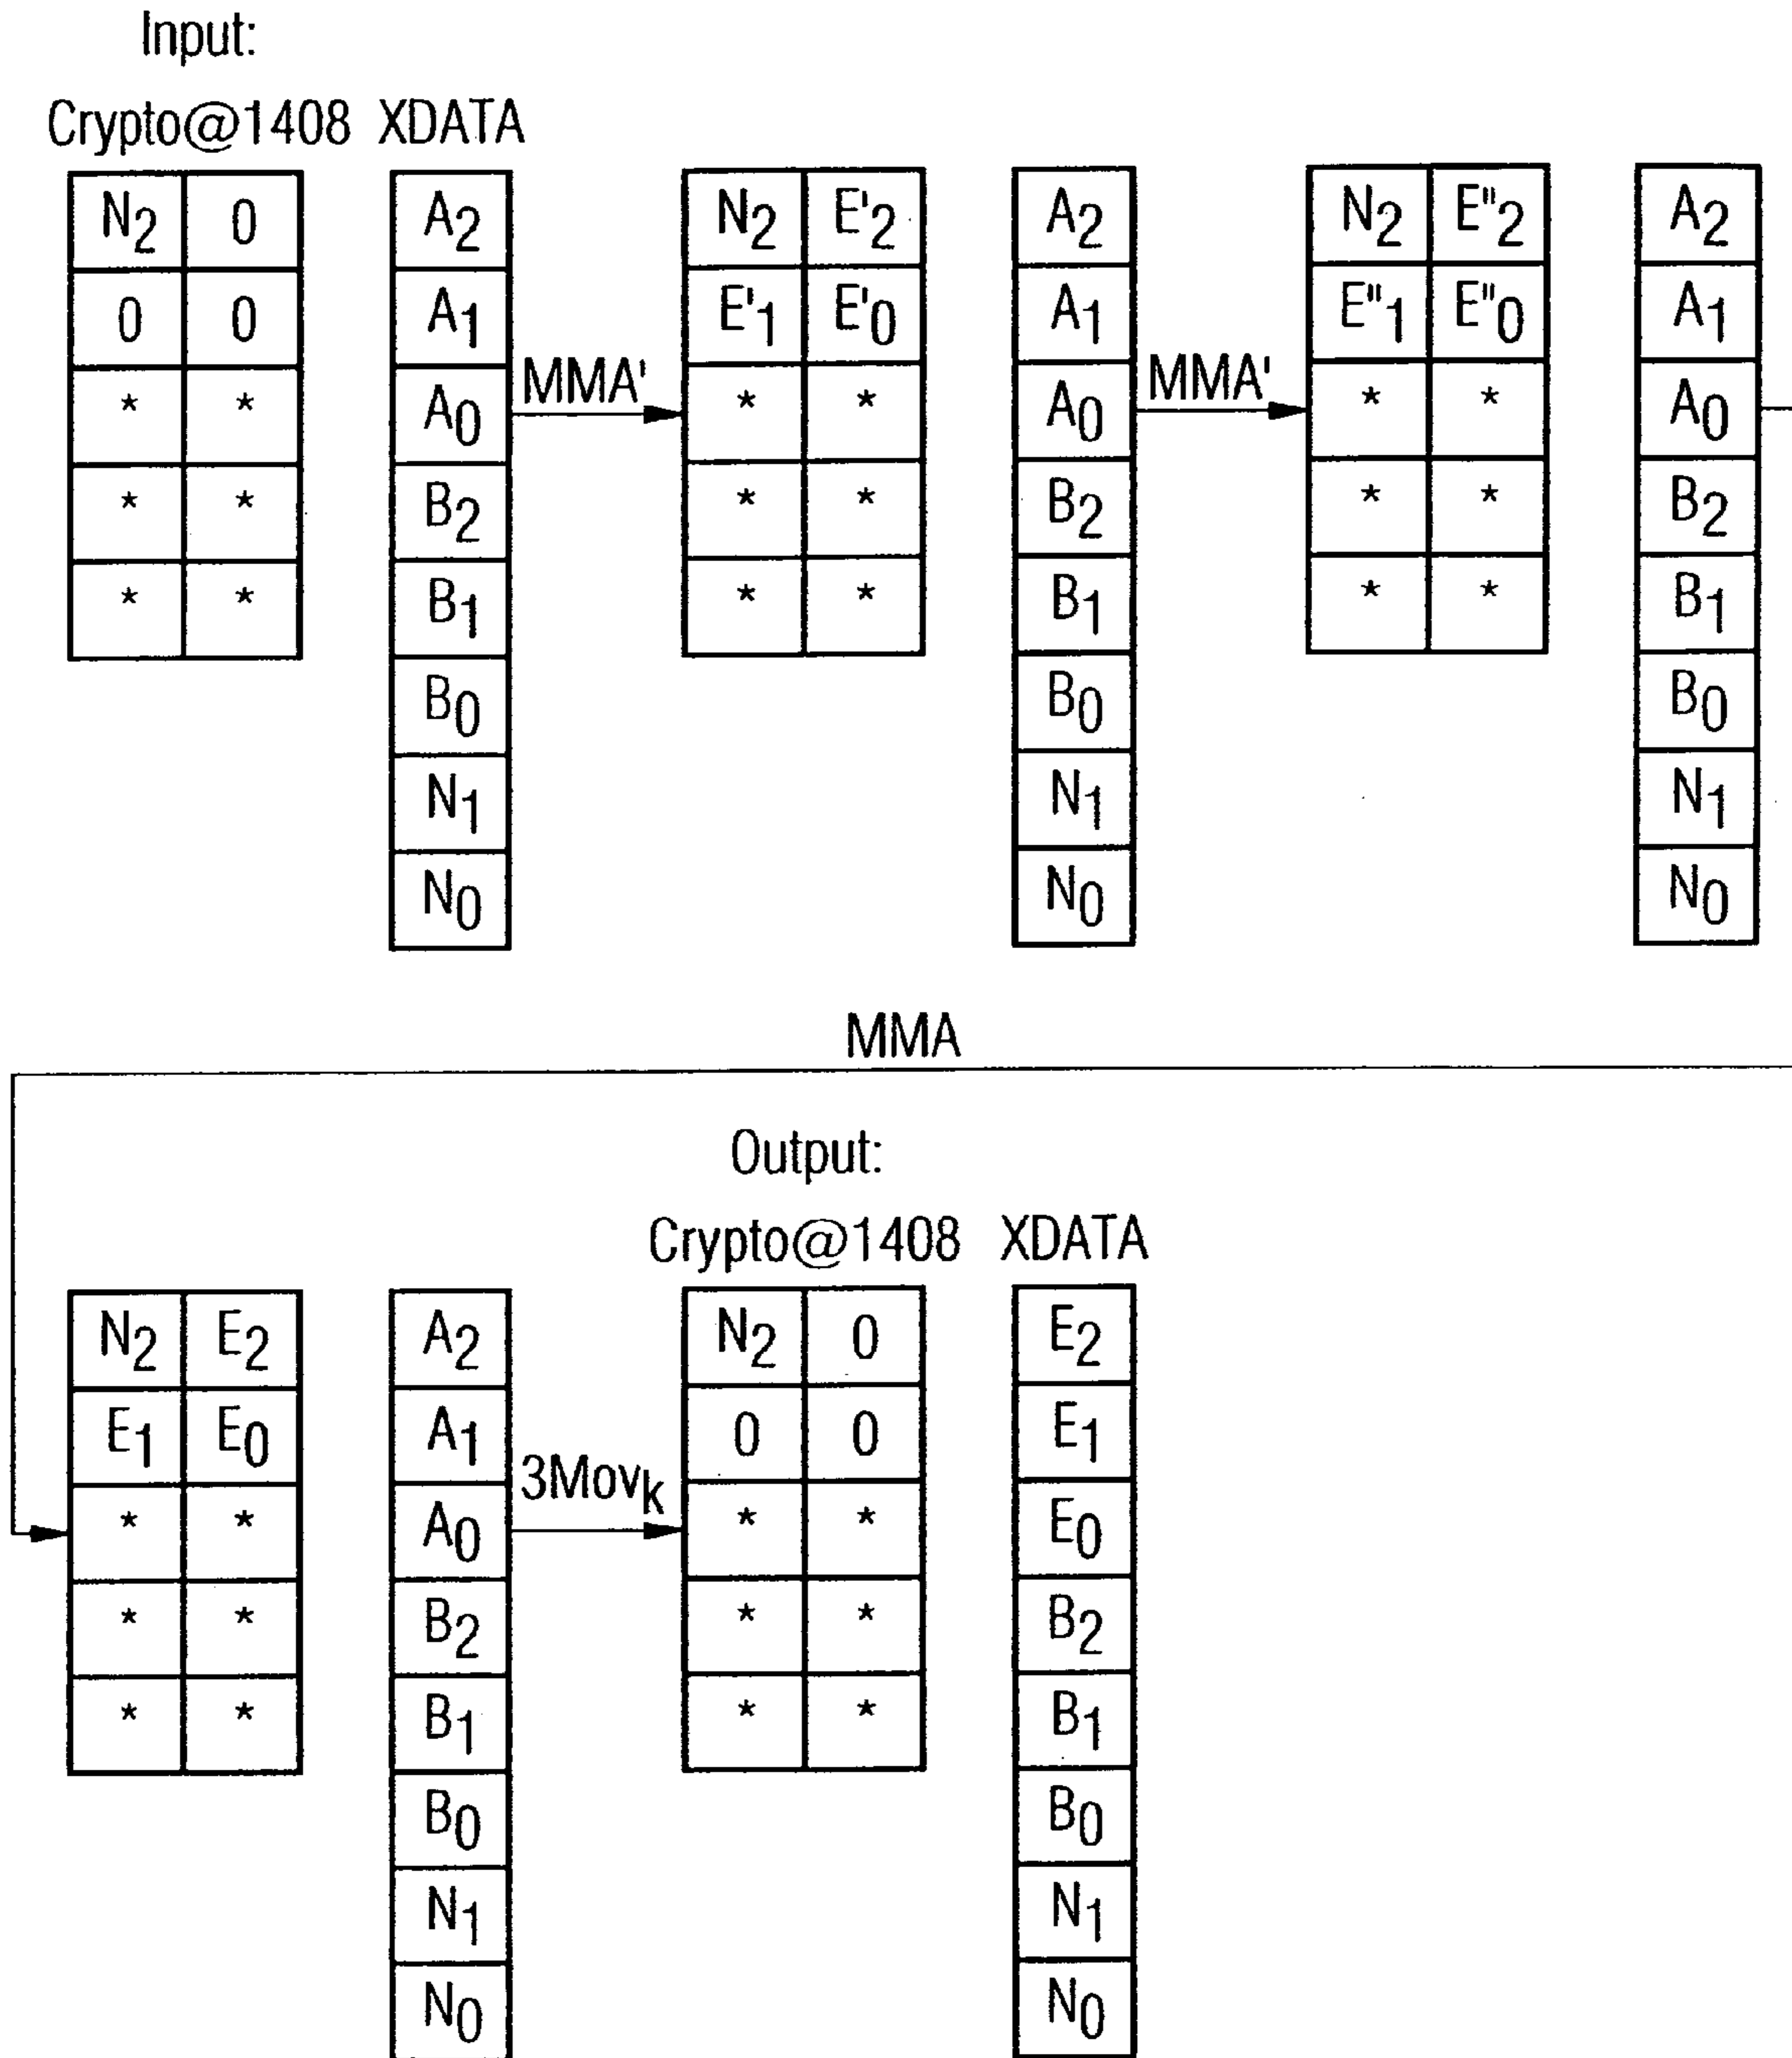 Input:
Crypto@1408 XDATA
N2 0 A2 N2 E'2 A2 N2 E"2 A2
0 0 A1 E'1 E'0 A1 E"1 E"0 A1
* * A0 MMA' * * A0 MMA' * * A0
* * B2 * * B2 * * B2
* * B1 * * B1 * * B1
B0 B0 B0
N1 N1 N1
N0 N0 N0
MMA
Output:
Crypto@1408 XDATA
N2 E2 A2 N2 0 E2
E1 E0 A1 0 0 E1
* * A0 3Movk * * E0
* * B2 * * B2
* * B1 * * B1
B0 B0
N1 N1
N0 N0